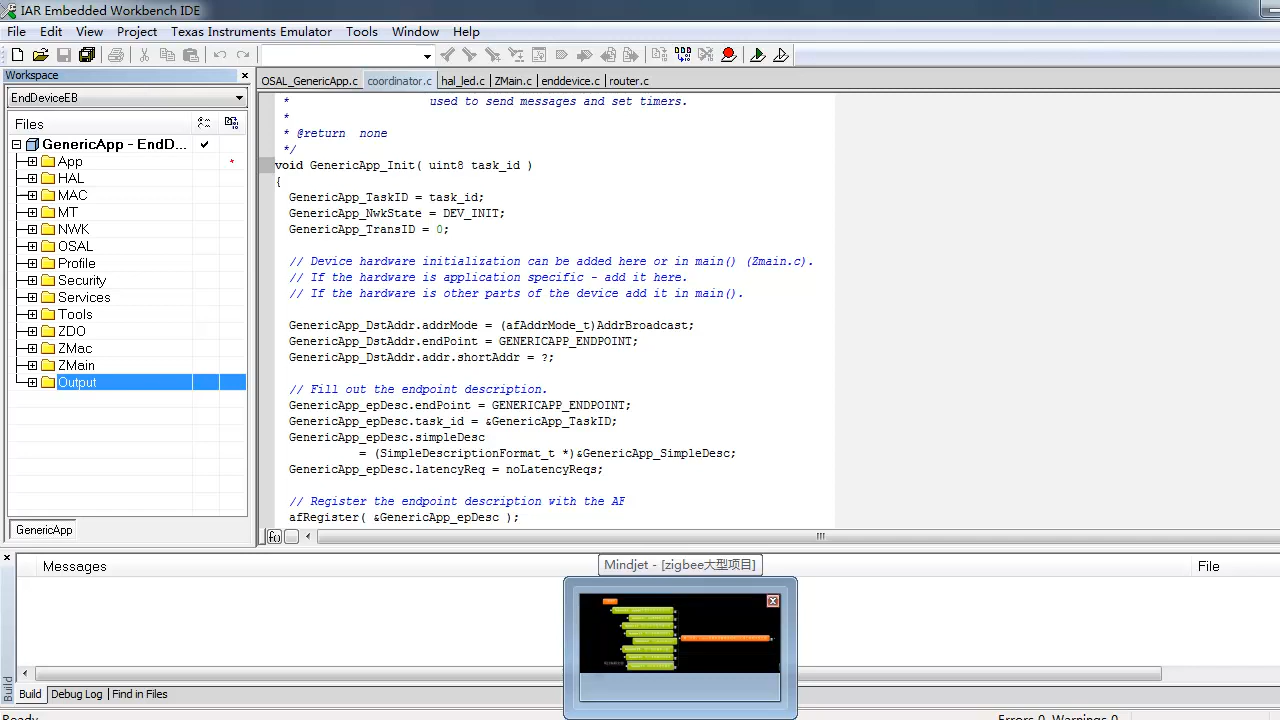 IAR Embedded Workbench IDE
File Edit View Project Texas Instruments Emulator Tools Window Help
Workspace
OSAL_GenericApp.c coordinator.c hal_led.c ZMain.c enddevice.c router.c
EndDeviceEB
Files
GenericApp - EndD...
App
HAL
MAC
MT
NWK
OSAL
Profile
Security
Services
Tools
ZDO
ZMac
ZMain
Output
GenericApp
* used to send messages and set timers.
*
* @return none
*/
void GenericApp_Init( uint8 task_id )
{
GenericApp_TaskID = task_id;
GenericApp_NwkState = DEV_INIT;
GenericApp_TransID = 0;
// Device hardware initialization can be added here or in main() (Zmain.c).
// If the hardware is application specific - add it here.
// If the hardware is other parts of the device add it in main().
GenericApp_DstAddr.addrMode = (afAddrMode_t)AddrBroadcast;
GenericApp_DstAddr.endPoint = GENERICAPP_ENDPOINT;
GenericApp_DstAddr.addr.shortAddr = ?;
// Fill out the endpoint description.
GenericApp_epDesc.endPoint = GENERICAPP_ENDPOINT;
GenericApp_epDesc.task_id = &GenericApp_TaskID;
GenericApp_epDesc.simpleDesc
= (SimpleDescriptionFormat_t *)&GenericApp_SimpleDesc;
GenericApp_epDesc.latencyReq = noLatencyReqs;
// Register the endpoint description with the AF
afRegister( &GenericApp_epDesc );
Messages File
Mindjet - [zigbee大型项目]
Build Debug Log Find in Files
Ready
Errors 0, Warnings 0